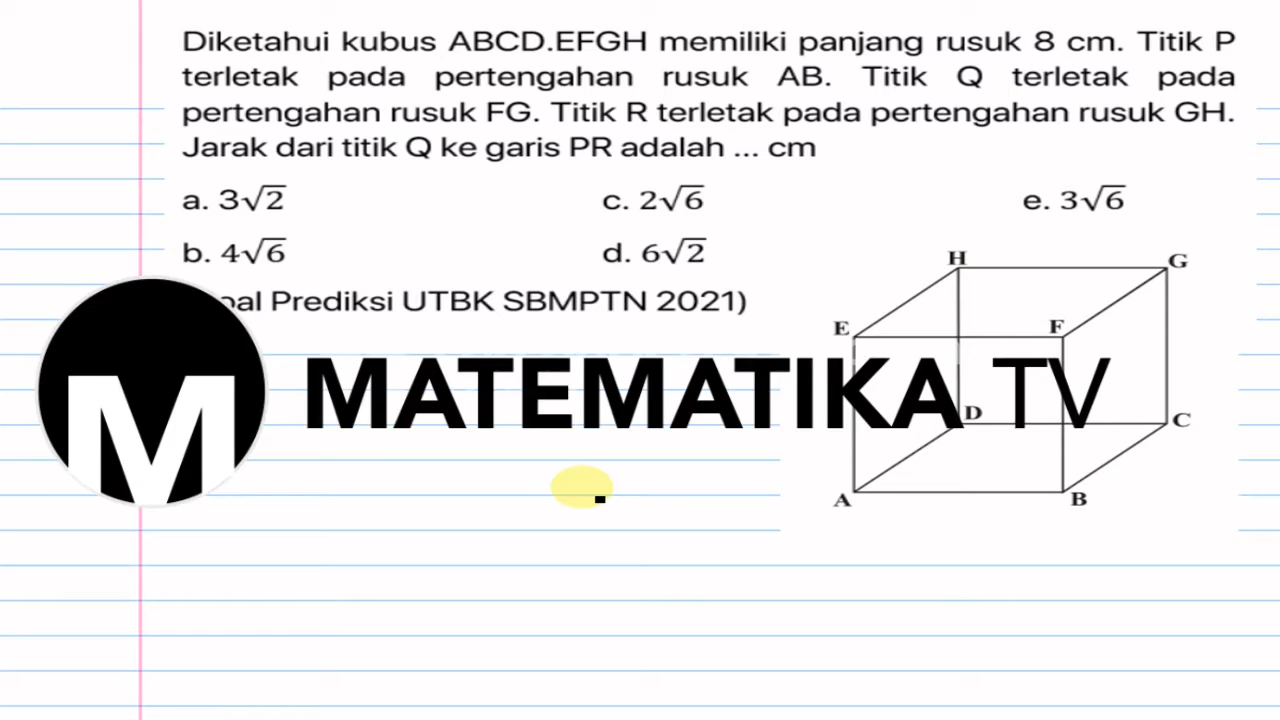 Diketahui kubus ABCD.EFGH memiliki panjang rusuk 8 cm. Titik P
terletak pada pertengahan rusuk AB. Titik Q terletak pada
pertengahan rusuk FG. Titik R terletak pada pertengahan rusuk GH.
Jarak dari titik Q ke garis PR adalah ... cm
a. 3√2 c. 2√6 e. 3√6
b. 4√6 d. 6√2
Prediksi UTBK SBMPTN 2021)
H G
E F
M MATEMATIKA TV
D C
A B